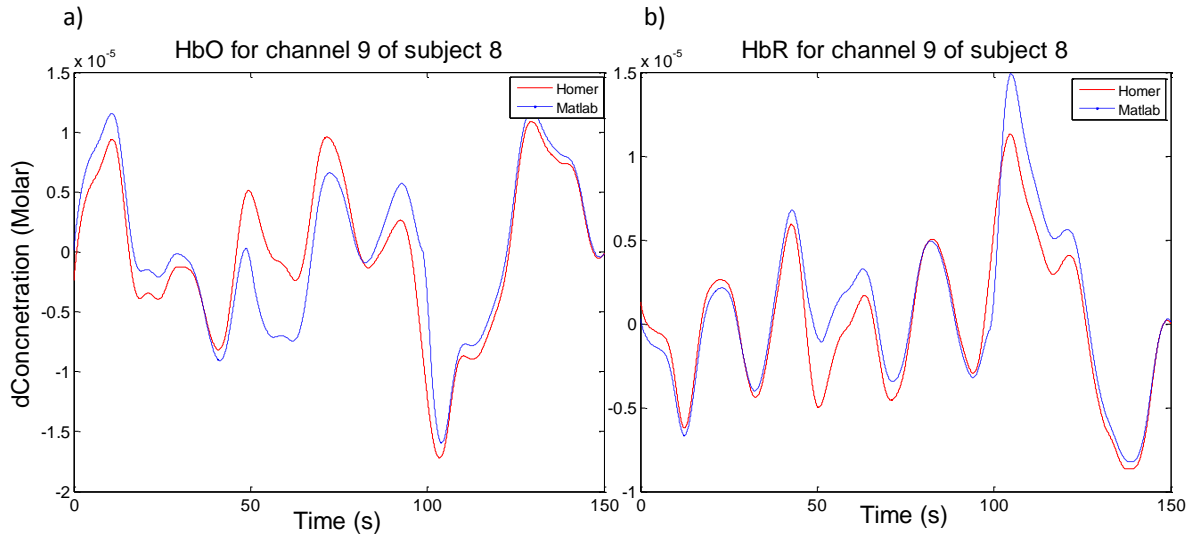 a)
HbO for channel 9 of subject 8
x 10^-5
1.5
1
0.5
0
-0.5
-1
-1.5
-2
0
50
100
150
Homer
Matlab
dConcnetration (Molar)
Time (s)
b)
HbR for channel 9 of subject 8
x 10^-5
1.5
1
0.5
0
-0.5
-1
0
50
100
150
Homer
Matlab
Time (s)